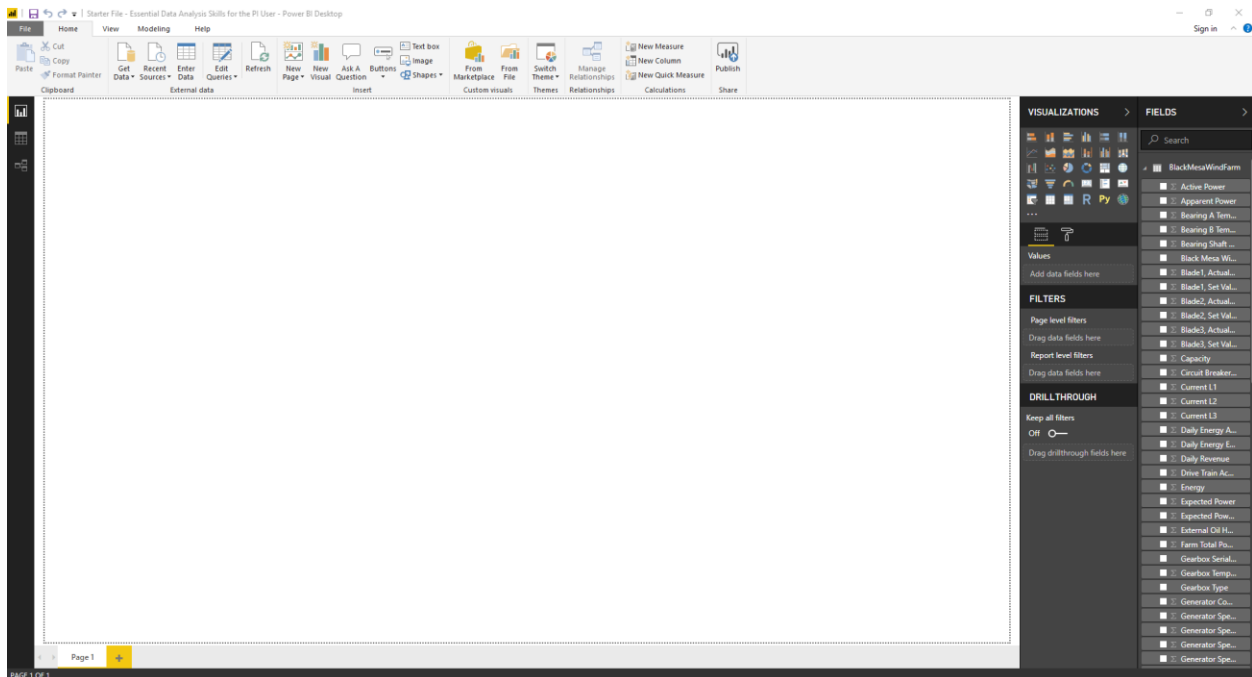 Starter File - Essential Data Analysis Skills for the PI User - Power BI Desktop
File Home View Modeling Help
Sign in
Paste
Cut
Copy
Format Painter
Clipboard
Get Data
Recent Sources
Enter Data
Edit Queries
Refresh
External data
New Page
New Visual
Ask A Question
Buttons
Text box
Image
Shapes
Insert
From Marketplace
From File
Custom visuals
Switch Theme
Themes
Manage Relationships
Relationships
New Measure
New Column
New Quick Measure
Calculations
Publish
Share
VISUALIZATIONS
R Py
...
Values
Add data fields here
FILTERS
Page level filters
Drag data fields here
Report level filters
Drag data fields here
DRILLTHROUGH
Keep all filters
Off
Drag drillthrough fields here
FIELDS
Search
BlackMesaWindFarm
Active Power
Apparent Power
Bearing A Tem...
Bearing B Tem...
Bearing Shaft ...
Black Mesa Wi...
Blade1, Actual...
Blade1, Set Val...
Blade2, Actual...
Blade2, Set Val...
Blade3, Actual...
Blade3, Set Val...
Capacity
Circuit Breaker...
Current L1
Current L2
Current L3
Daily Energy A...
Daily Energy E...
Daily Revenue
Drive Train Ac...
Energy
Expected Power
Expected Pow...
External Oil H...
Farm Total Po...
Gearbox Serial...
Gearbox Temp...
Gearbox Type
Generator Co...
Generator Spe...
Generator Spe...
Generator Spe...
Generator Spe...
Page 1
PAGE 1 OF 1